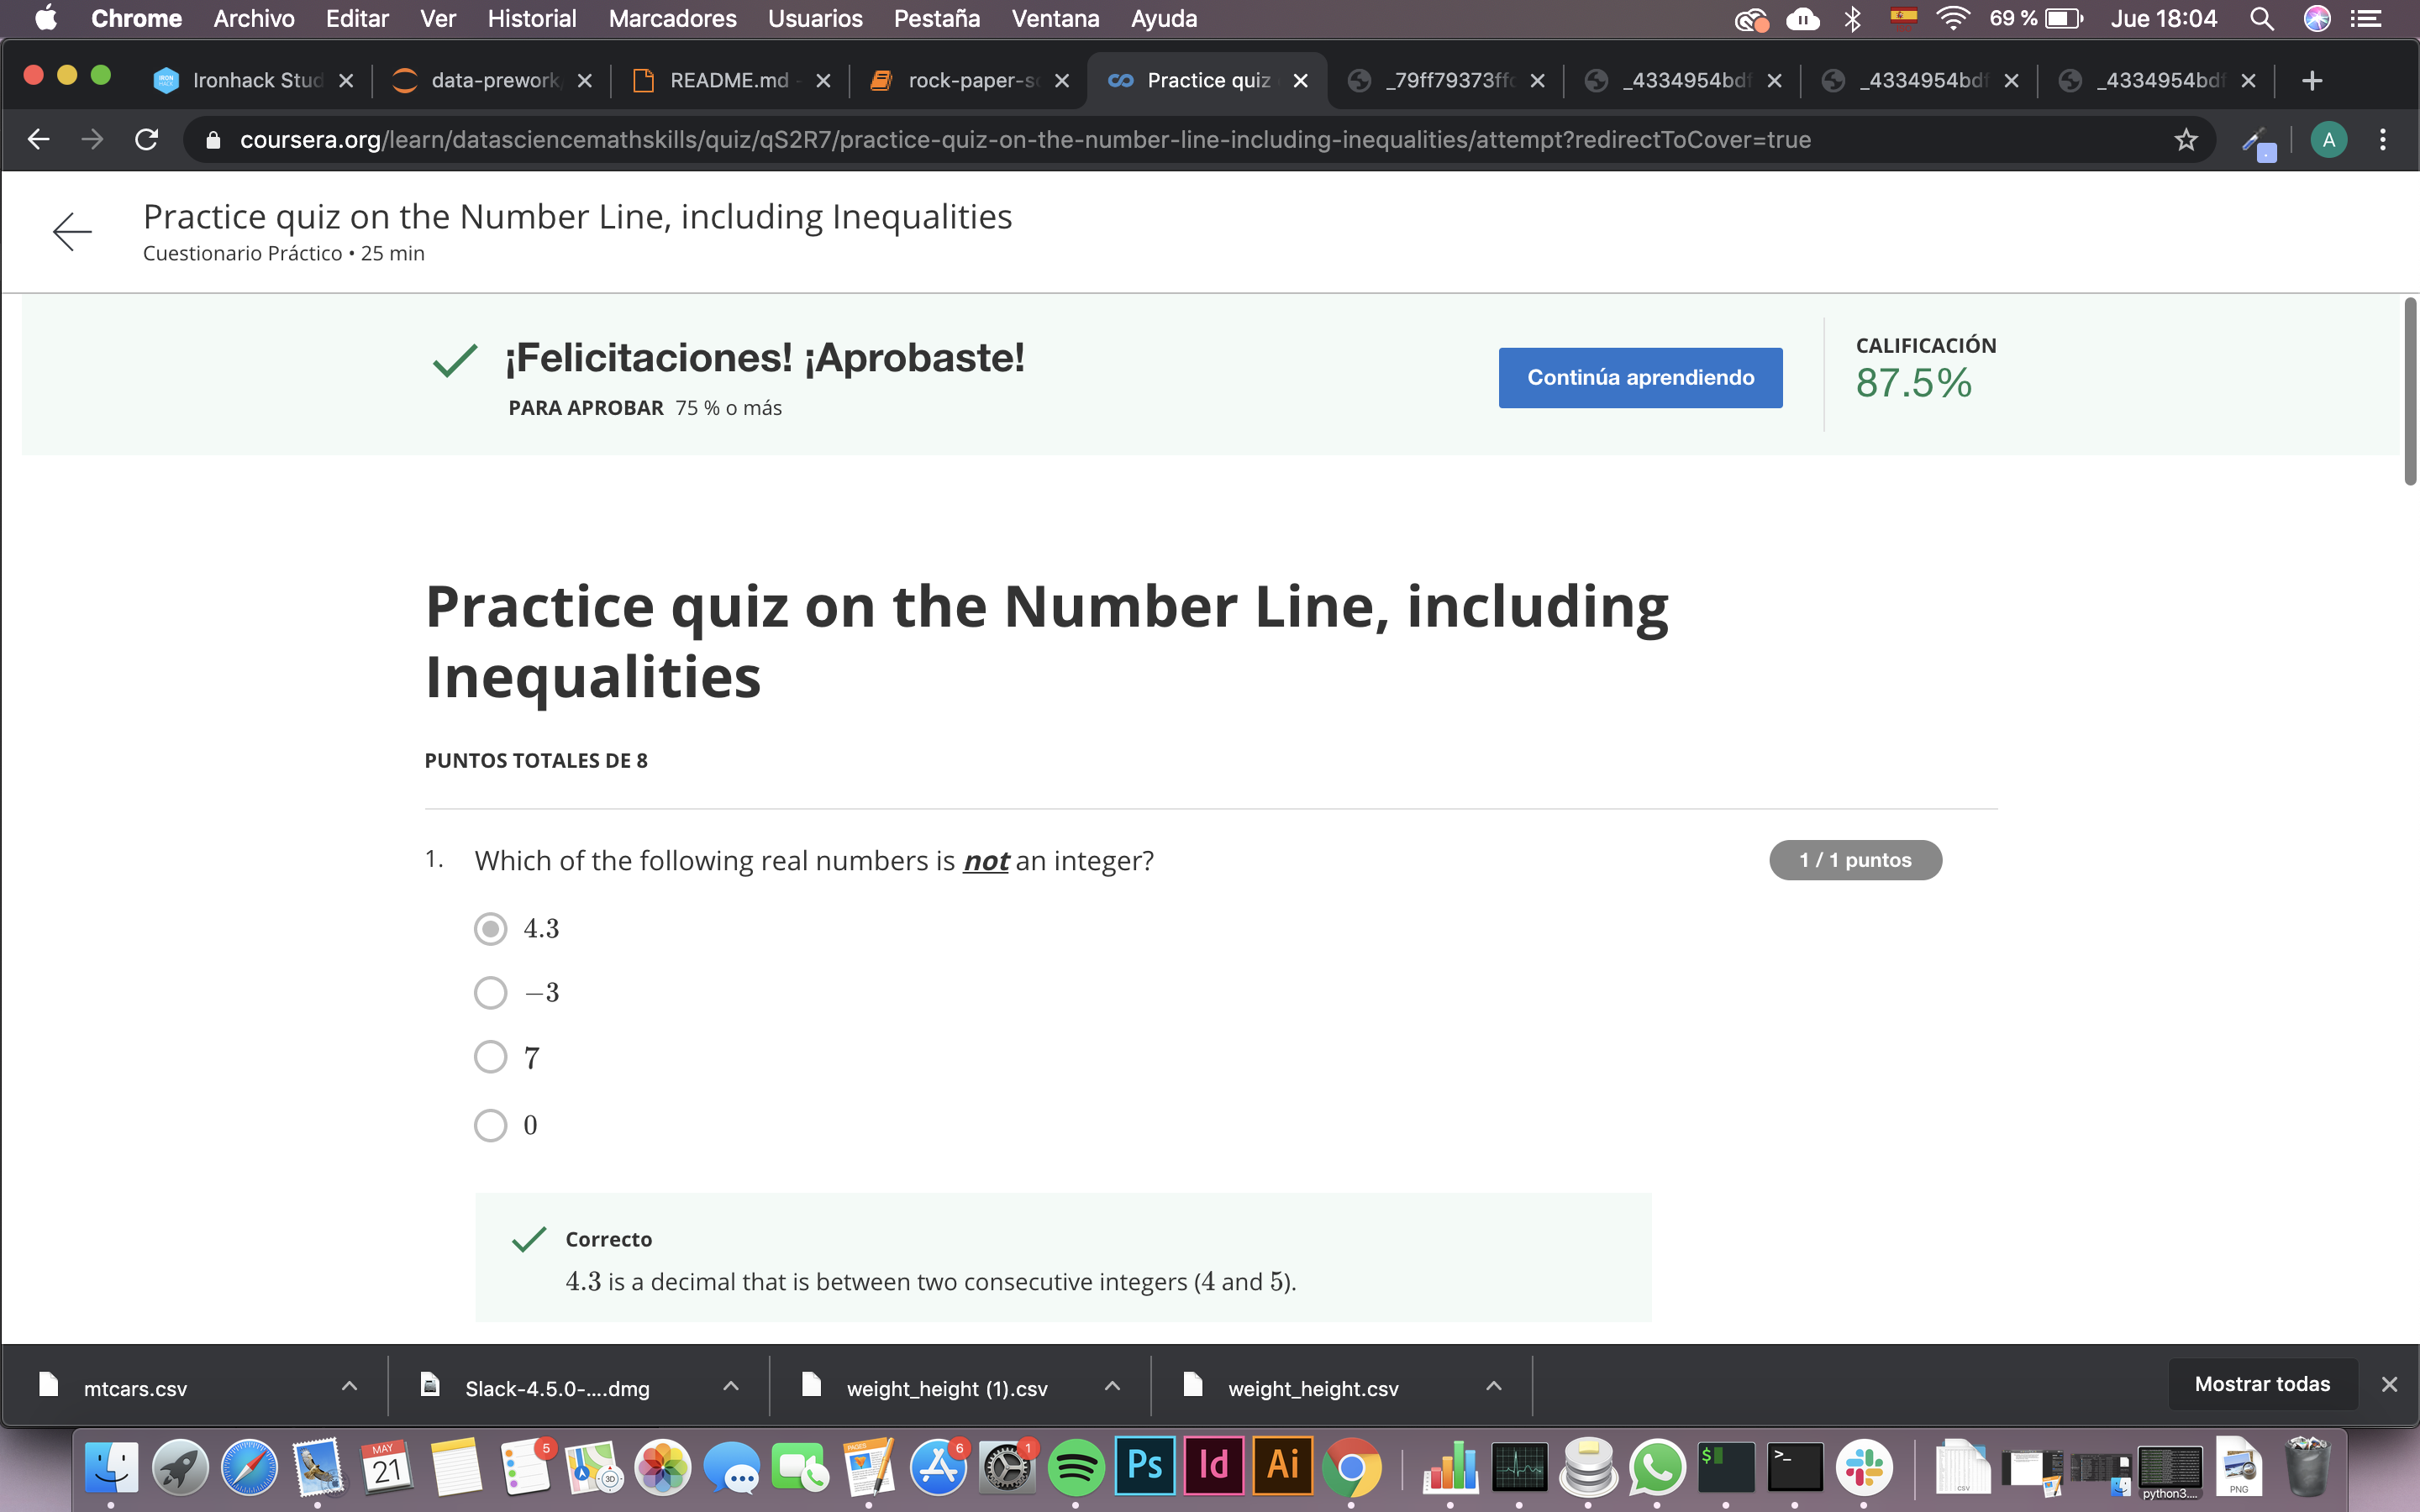 Chrome Archivo Editar Ver Historial Marcadores Usuarios Pestaña Ventana Ayuda 69 % Jue 18:04
Ironhack Stud data-prework README.md - rock-paper-s Practice quiz _79ff79373ff _4334954bdf _4334954bdf _4334954bdf
coursera.org/learn/datasciencemathskills/quiz/qS2R7/practice-quiz-on-the-number-line-including-inequalities/attempt?redirectToCover=true A
Practice quiz on the Number Line, including Inequalities
Cuestionario Práctico • 25 min
¡Felicitaciones! ¡Aprobaste!
PARA APROBAR 75 % o más
Continúa aprendiendo
CALIFICACIÓN
87.5%
Practice quiz on the Number Line, including
Inequalities
PUNTOS TOTALES DE 8
1. Which of the following real numbers is not an integer?
1 / 1 puntos
4.3
−3
7
0
Correcto
4.3 is a decimal that is between two consecutive integers (4 and 5).
mtcars.csv Slack-4.5.0-....dmg weight_height (1).csv weight_height.csv Mostrar todas
MAY 21 5 3D PAGES 6 1 Ps Id Ai $ >_ CSV python3.... PNG